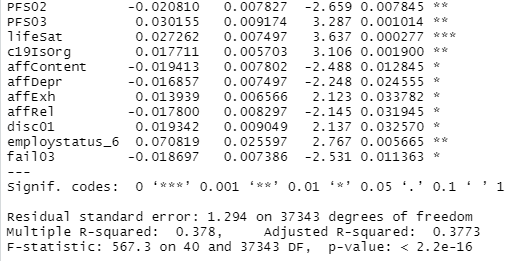 PFS02 -0.020810 0.007827 -2.659 0.007845 **
PFS03 0.030155 0.009174 3.287 0.001014 **
lifeSat 0.027262 0.007497 3.637 0.000277 ***
c19IsOrg 0.017711 0.005703 3.106 0.001900 **
affContent -0.019413 0.007802 -2.488 0.012845 *
affDepr -0.016857 0.007497 -2.248 0.024555 *
affExh 0.013939 0.006566 2.123 0.033782 *
affRel -0.017800 0.008297 -2.145 0.031945 *
disc01 0.019342 0.009049 2.137 0.032570 *
employstatus_6 0.070819 0.025597 2.767 0.005665 **
fail03 -0.018697 0.007386 -2.531 0.011363 *
---
Signif. codes: 0 ‘***’ 0.001 ‘**’ 0.01 ‘*’ 0.05 ‘.’ 0.1 ‘ ’ 1
Residual standard error: 1.294 on 37343 degrees of freedom
Multiple R-squared: 0.378, Adjusted R-squared: 0.3773
F-statistic: 567.3 on 40 and 37343 DF, p-value: < 2.2e-16